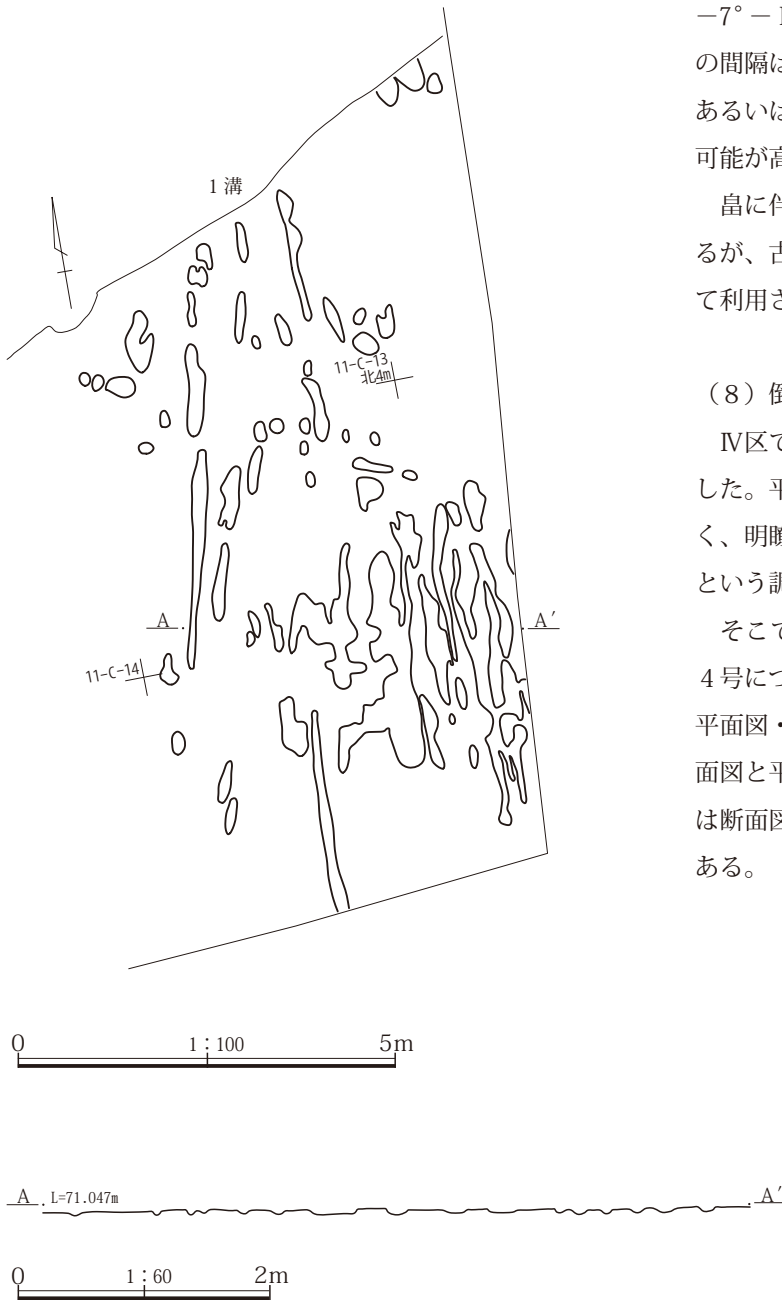 1 溝
11-C-13
北4m
A
A′
11-C-14
0
1：100
5m
A
L=71.047m
A′
0
1：60
2m
−7°−
の間隔は
あるいは
可能が高
畠に伴
るが、古
て利用さ
（８）倒
Ⅳ区で
した。平
く、明瞭
という調
そこで
４号につ
平面図・
面図と平
は断面図
ある。